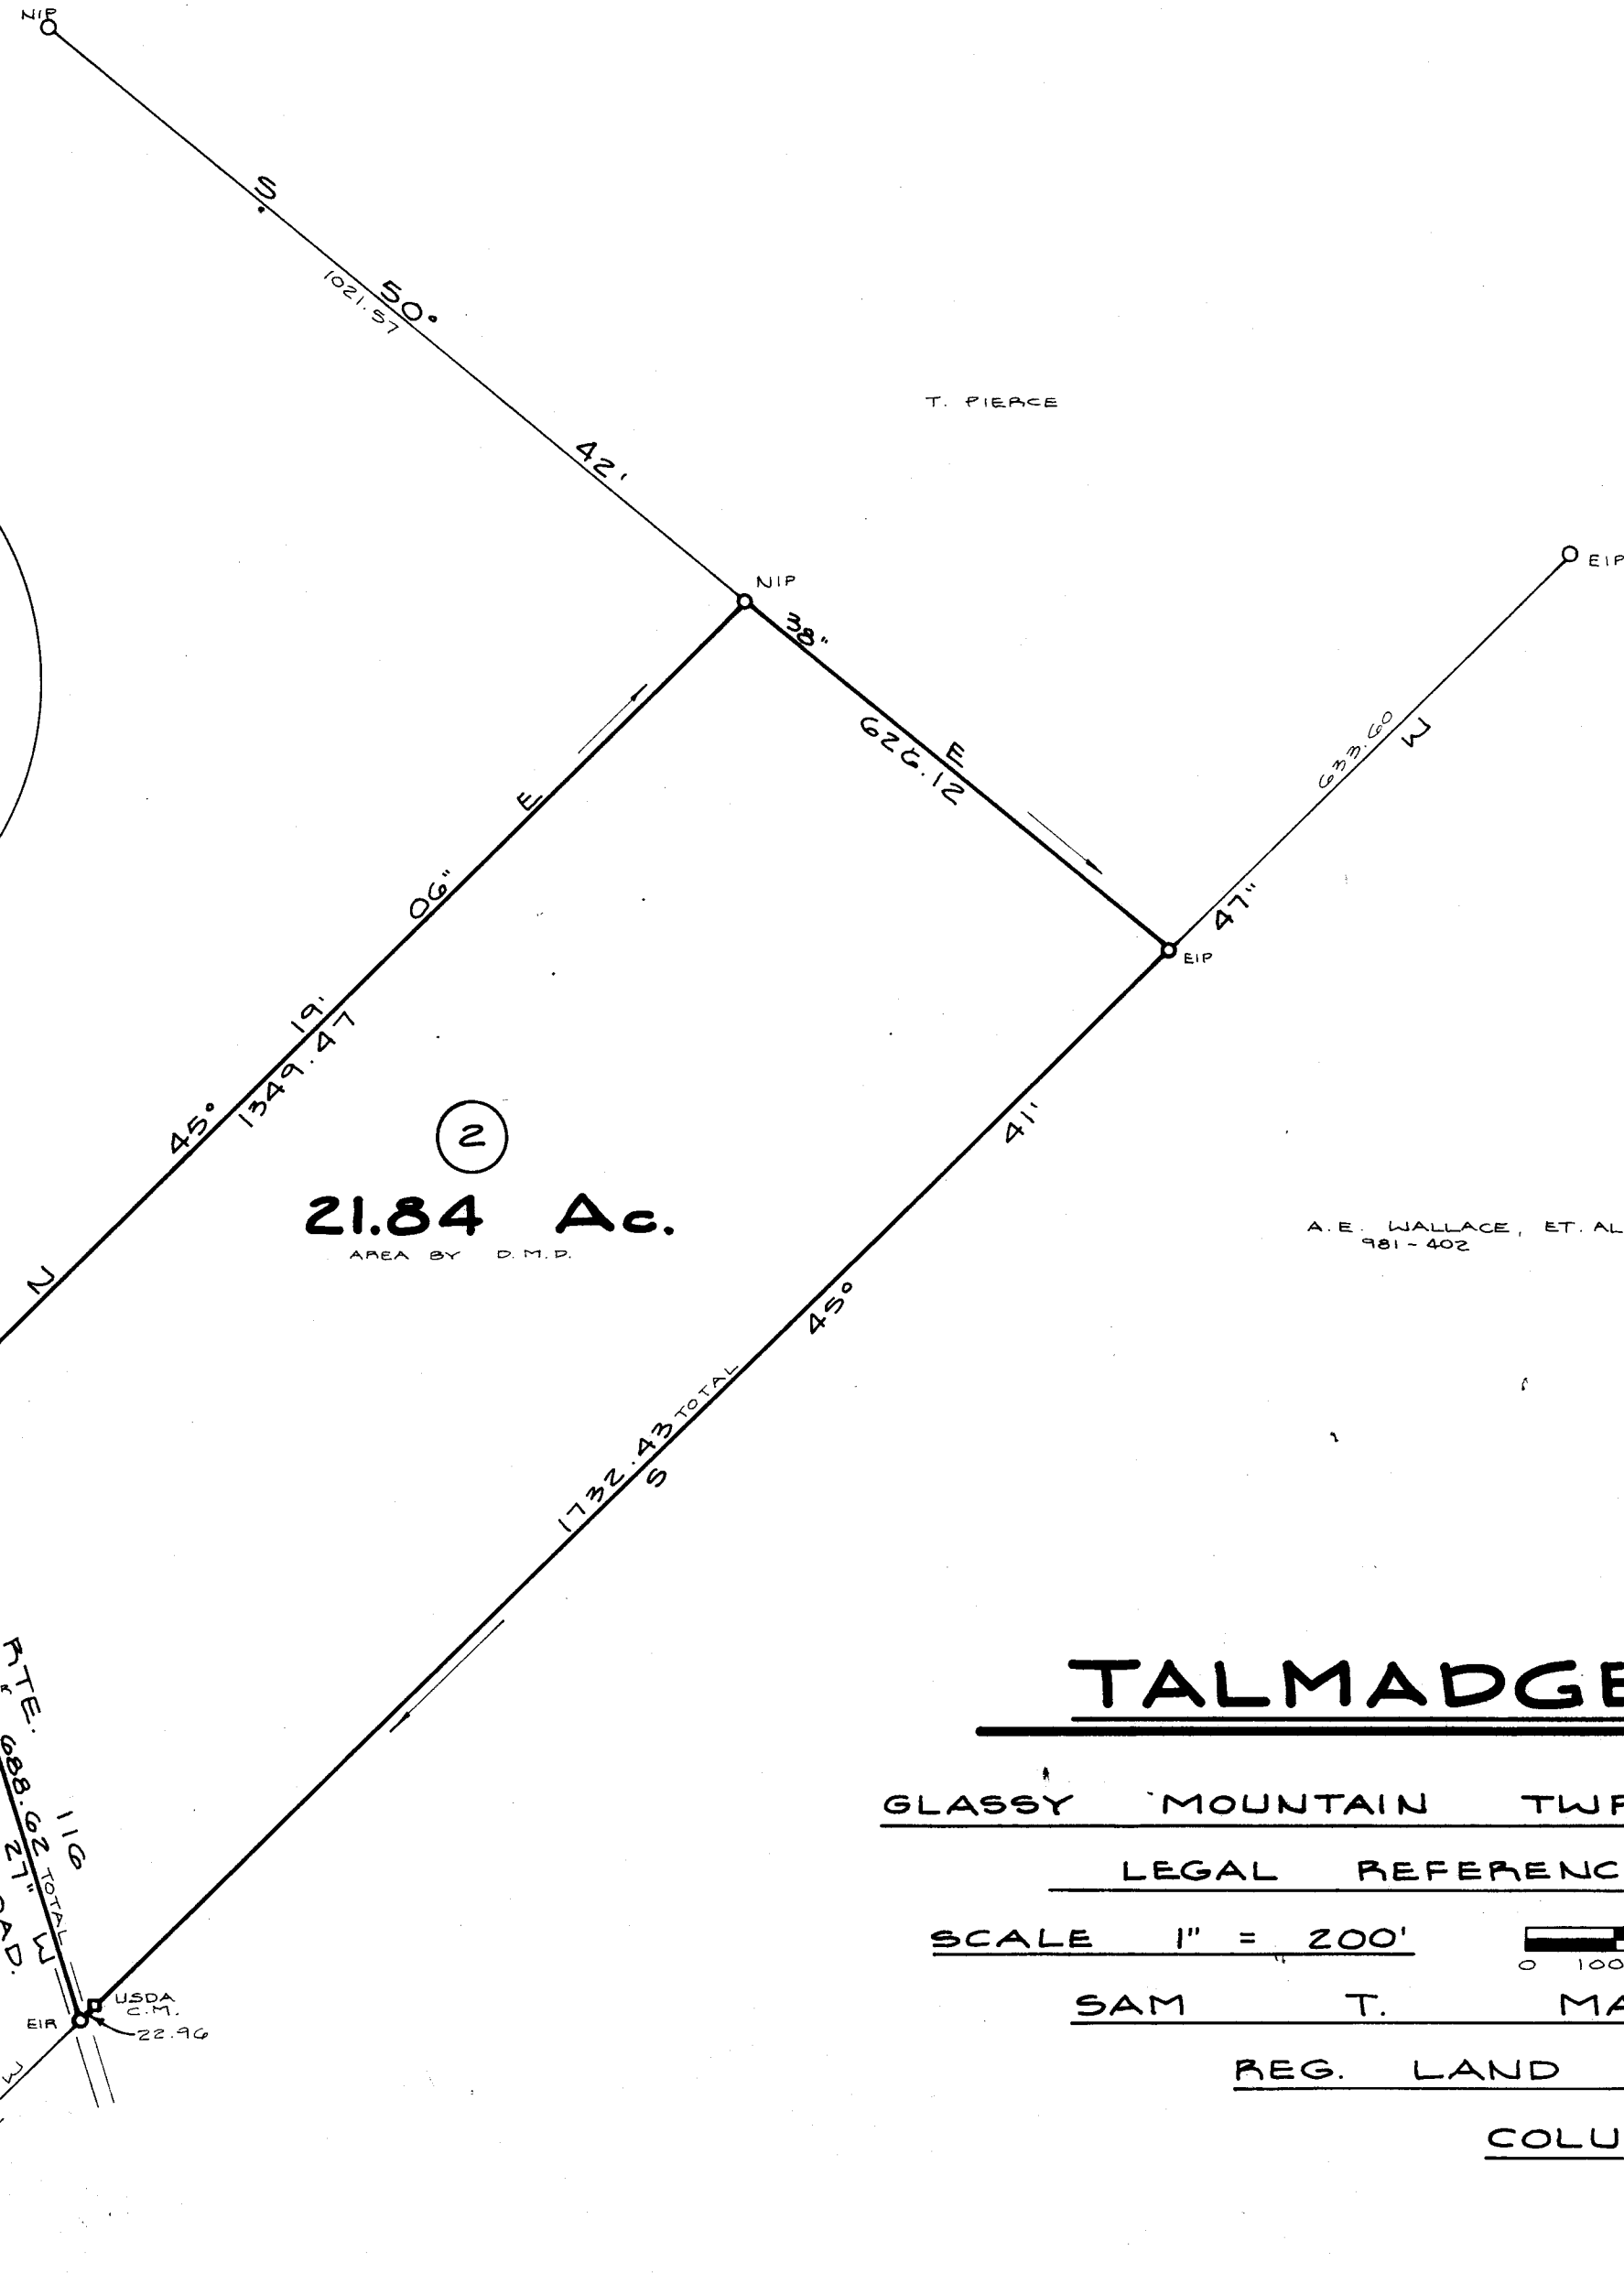 NIP
S 50° 42' 38" E
1021.57
T. PIERCE
NIP
EIP
626.12
633.60
N 45° 19' 06" E
1349.47
EIP
S 45° 41' 47" W
2
21.84 Ac.
AREA BY D.M.D.
A.E. WALLACE, ET. AL
981-402
1732.43 TOTAL
RTE. 116
688.62 TOTAL
27" W
TALMADGE
GLASSY MOUNTAIN TWP
LEGAL REFERENC
SCALE 1" = 200'
0 100
SAM T. MA
REG. LAND
COLU
USDA
C.M.
EIR
22.96
W